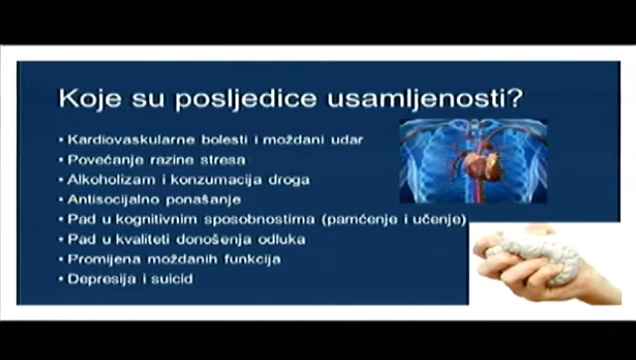 Koje su posljedice usamljenosti?
• Kardiovaskularne bolesti i moždani udar
• Povećanje razine stresa
• Alkoholizam i konzumacija droga
• Antisocijalno ponašanje
• Pad u kognitivnim sposobnostima (pamćenje i učenje)
• Pad u kvaliteti donošenja odluka
• Promijena moždanih funkcija
• Depresija i suicid